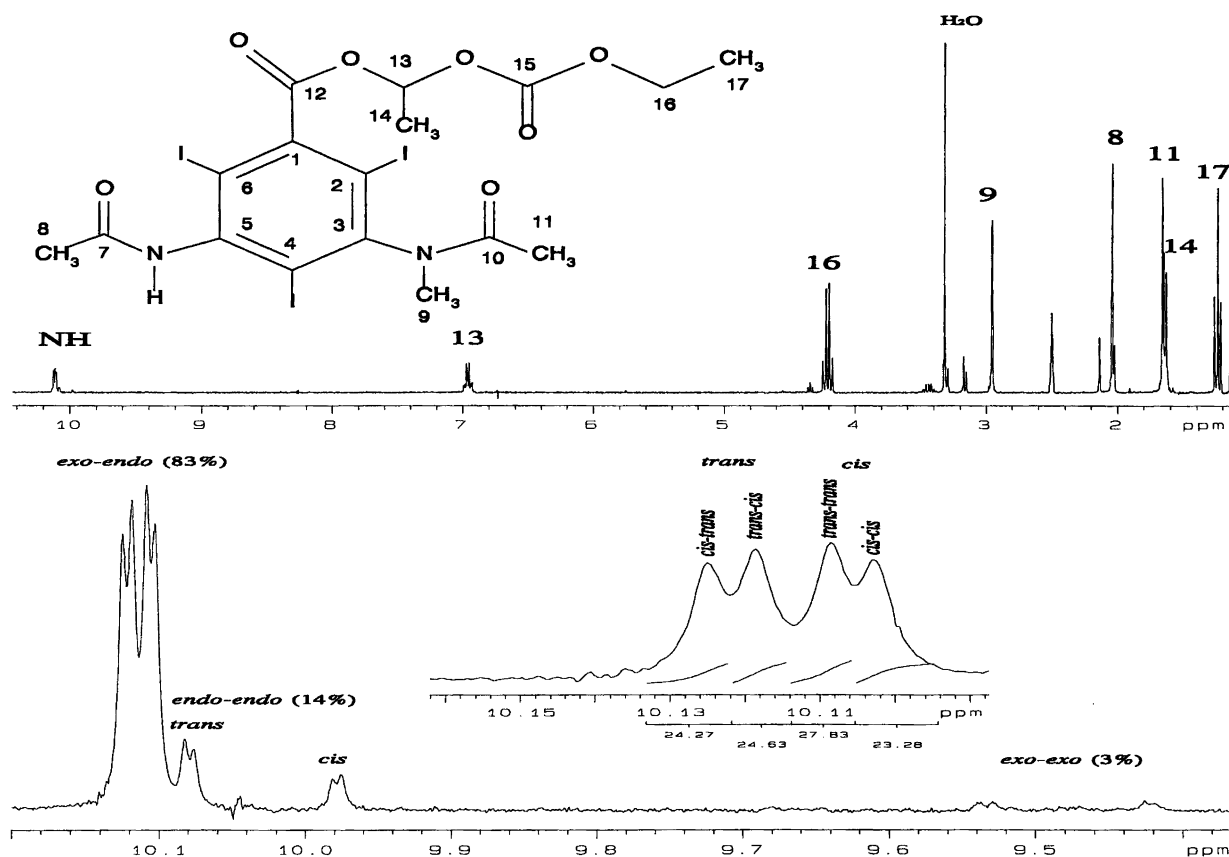 H₂O
O O 13 O 15 O CH₃
17
12 14 CH₃ O 16
I 1 I
O 6 2 O
8 5 3 11
CH₃ 7 N 4 N 10 CH₃
H I CH₃
9
NH 13 16 9 8 11 14 17
10 9 8 7 6 5 4 3 2 ppm
exo-endo (83%)
trans cis
cis-trans trans-cis trans-trans cis-cis
endo-endo (14%)
trans
10.15 10.13 10.11 ppm
24.27 24.63 27.83 23.28
cis
exo-exo (3%)
10.1 10.0 9.9 9.8 9.7 9.6 9.5 ppm